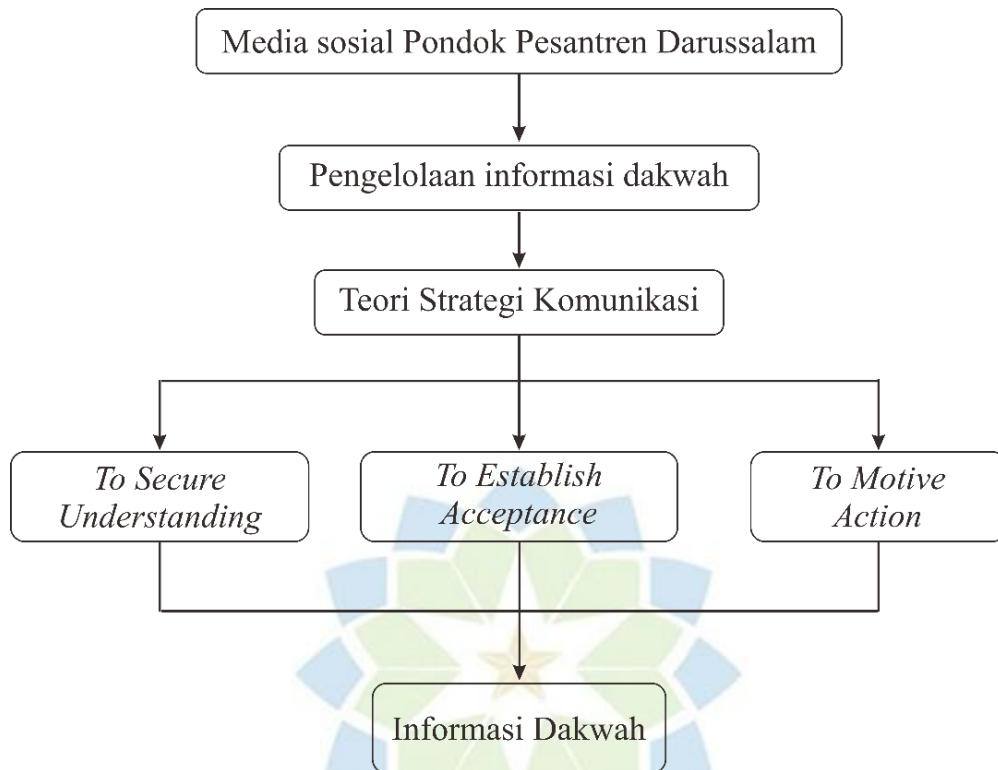 Media sosial Pondok Pesantren Darussalam
Pengelolaan informasi dakwah
Teori Strategi Komunikasi
To Secure
Understanding
To Establish
Acceptance
To Motive
Action
Informasi Dakwah